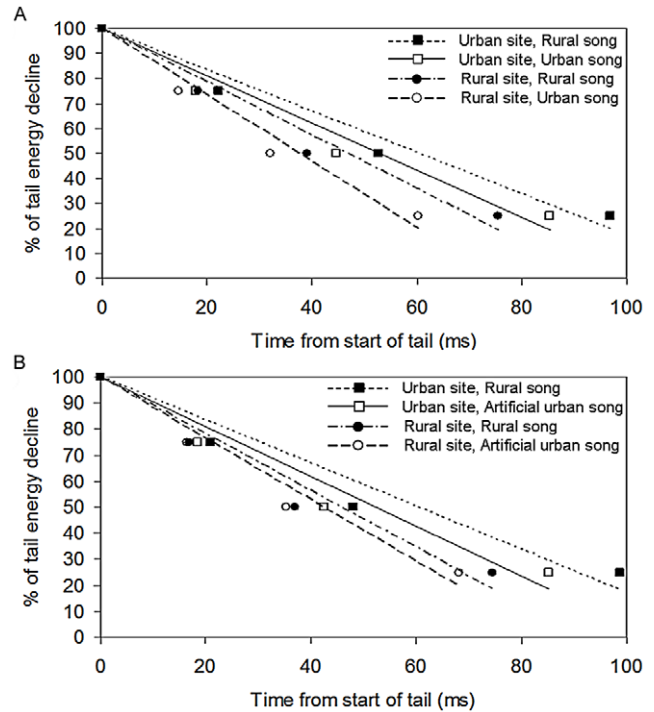 A
% of tail energy decline
100
90
80
70
60
50
40
30
20
10
0
Urban site, Rural song
Urban site, Urban song
Rural site, Rural song
Rural site, Urban song
0 20 40 60 80 100
Time from start of tail (ms)
B
% of tail energy decline
100
90
80
70
60
50
40
30
20
10
0
Urban site, Rural song
Urban site, Artificial urban song
Rural site, Rural song
Rural site, Artificial urban song
0 20 40 60 80 100
Time from start of tail (ms)